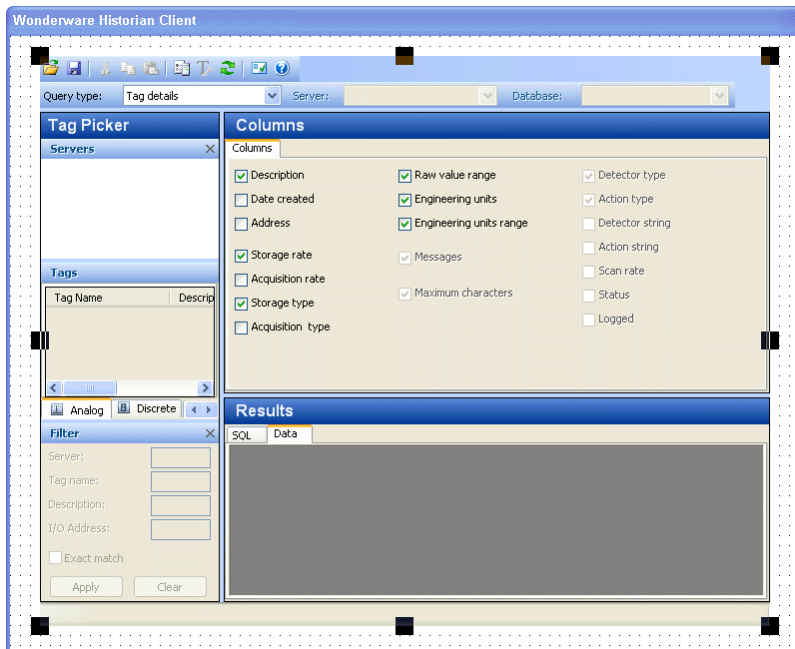 Wonderware Historian Client
Query type: Tag details Server: Database:
Tag Picker
Servers
Tags
Tag Name Descrip
Analog Discrete
Filter
Server:
Tag name:
Description:
I/O Address:
Exact match
Apply Clear
Columns
Columns
Description Raw value range Detector type
Date created Engineering units Action type
Address Engineering units range Detector string
Storage rate Messages Action string
Acquisition rate Maximum characters Scan rate
Storage type Status
Acquisition type Logged
Results
SQL Data